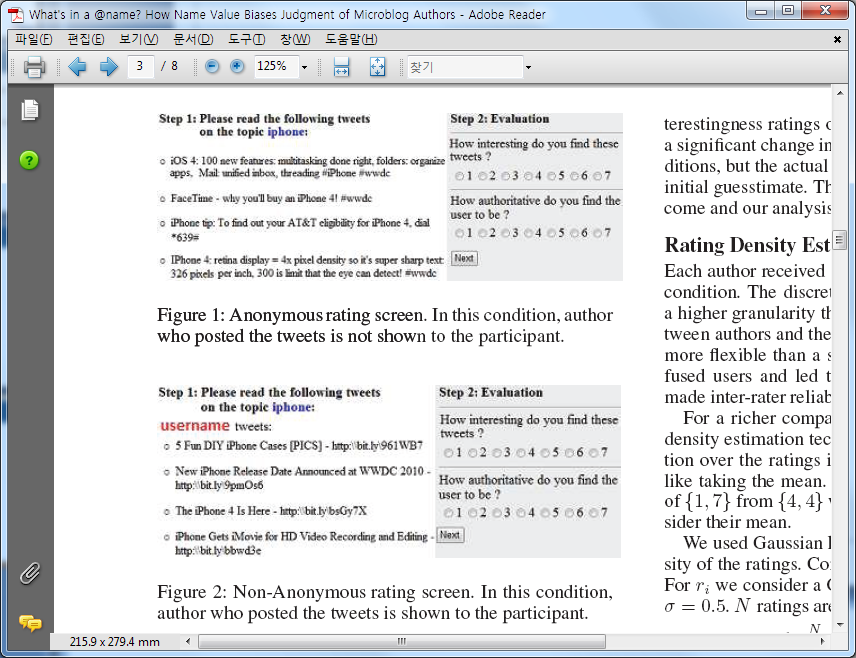 What's in a @name? How Name Value Biases Judgment of Microblog Authors - Adobe Reader
파일(F) 편집(E) 보기(V) 문서(D) 도구(T) 창(W) 도움말(H)
3 / 8 125% 찾기
Step 1: Please read the following tweets
on the topic iphone:
iOS 4: 100 new features: multitasking done right, folders: organize
apps, Mail: unified inbox, threading #iPhone #wwdc
FaceTime - why you'll buy an iPhone 4! #wwdc
iPhone tip: To find out your AT&T eligibility for iPhone 4, dial
*639#
IPhone 4: retina display = 4x pixel density so it's super sharp text:
326 pixels per inch, 300 is limit that the eye can detect! #wwdc
Step 2: Evaluation
How interesting do you find these
tweets ?
1 2 3 4 5 6 7
How authoritative do you find the
user to be ?
1 2 3 4 5 6 7
Next
Figure 1: Anonymous rating screen. In this condition, author
who posted the tweets is not shown to the participant.
Step 1: Please read the following tweets
on the topic iphone:
username tweets:
5 Fun DIY iPhone Cases [PICS] - http:\\bit.ly\961WB7
New iPhone Release Date Announced at WWDC 2010 -
http:\\bit.ly\9pmOs6
The iPhone 4 Is Here - http:\\bit.ly\bsGy7X
iPhone Gets iMovie for HD Video Recording and Editing -
http:\\bit.ly\bbwd3e
Step 2: Evaluation
How interesting do you find these
tweets ?
1 2 3 4 5 6 7
How authoritative do you find the
user to be ?
1 2 3 4 5 6 7
Next
Figure 2: Non-Anonymous rating screen. In this condition,
author who posted the tweets is shown to the participant.
terestingness ratings
a significant change in
ditions, but the actual
initial guesstimate. Th
come and our analysis
Rating Density Est
Each author received
condition. The discret
a higher granularity th
tween authors and the
more flexible than a s
fused users and led t
made inter-rater reliab
For a richer compa
density estimation tec
tion over the ratings i
like taking the mean.
of {1, 7} from {4, 4}
sider their mean.
We used Gaussian
sity of the ratings. Co
For r_i we consider a
σ = 0.5. N ratings are
N
215.9 x 279.4 mm